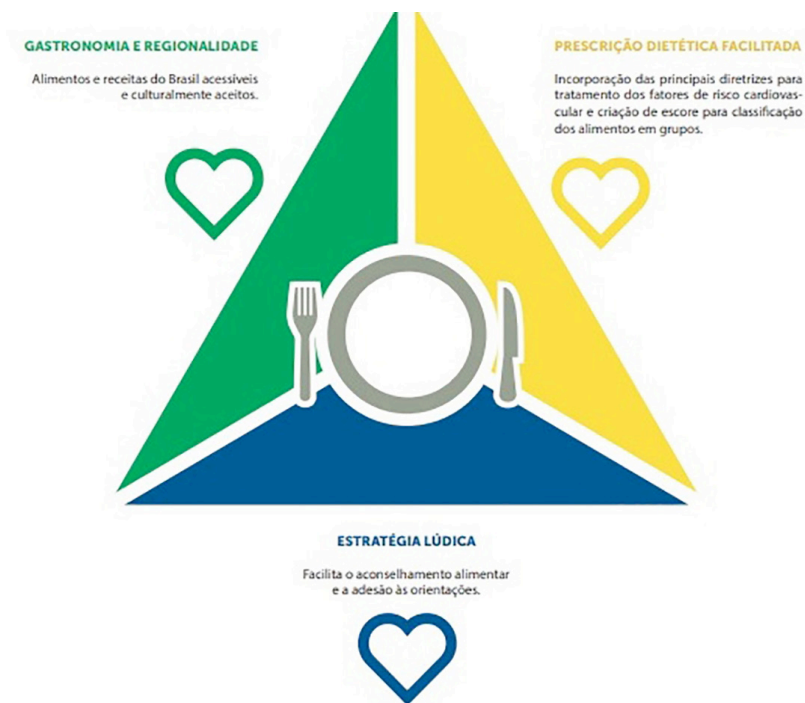 GASTRONOMIA E REGIONALIDADE
Alimentos e receitas do Brasil acessíveis
e culturalmente aceitos.
PRESCRIÇÃO DIETÉTICA FACILITADA
Incorporação das principais diretrizes para
tratamento dos fatores de risco cardiovas-
cular e criação de escore para classificação
dos alimentos em grupos.
ESTRATÉGIA LÚDICA
Facilita o aconselhamento alimentar
e a adesão às orientações.